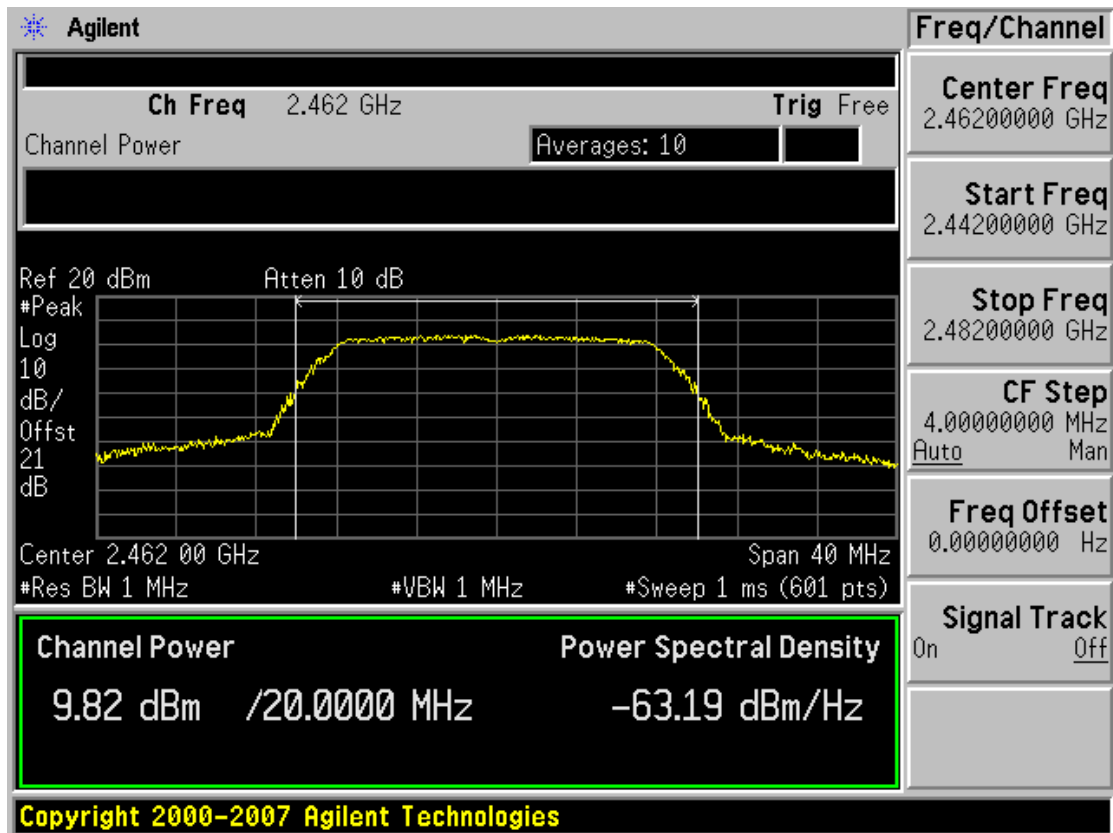 Agilent
Freq/Channel
Ch Freq 2.462 GHz Trig Free
Channel Power Averages: 10
Ref 20 dBm Atten 10 dB
#Peak
Log
10
dB/
Offst
21
dB
Center 2.462 00 GHz Span 40 MHz
#Res BW 1 MHz #VBW 1 MHz #Sweep 1 ms (601 pts)
Channel Power Power Spectral Density
9.82 dBm /20.0000 MHz -63.19 dBm/Hz
Copyright 2000-2007 Agilent Technologies
Center Freq
2.46200000 GHz
Start Freq
2.44200000 GHz
Stop Freq
2.48200000 GHz
CF Step
4.00000000 MHz
Auto Man
Freq Offset
0.00000000 Hz
Signal Track
On Off